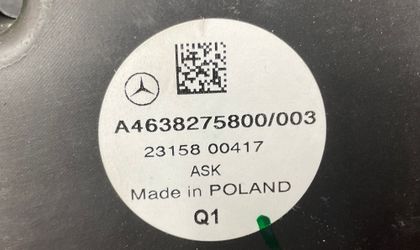 A4638275800/003
23158 00417
ASK
Made in POLAND
Q1